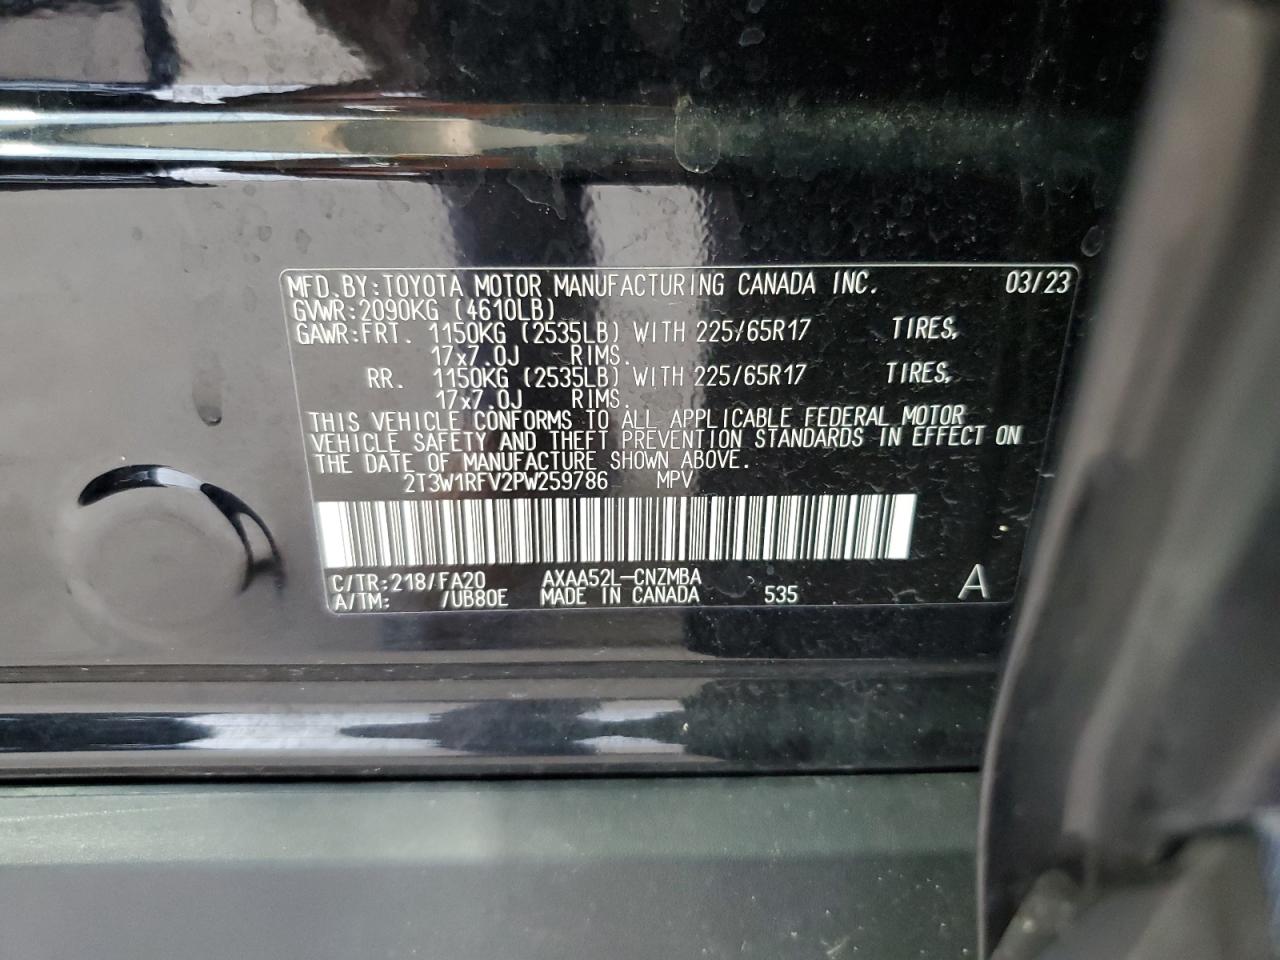 MFD.BY:TOYOTA MOTOR MANUFACTURING CANADA INC. 03/23
GVWR:2090KG (4610LB)
GAWR:FRT. 1150KG (2535LB) WITH 225/65R17 TIRES,
17x7.0J RIMS.
RR. 1150KG (2535LB) WITH 225/65R17 TIRES,
17x7.0J RIMS.
THIS VEHICLE CONFORMS TO ALL APPLICABLE FEDERAL MOTOR
VEHICLE SAFETY AND THEFT PREVENTION STANDARDS IN EFFECT ON
THE DATE OF MANUFACTURE SHOWN ABOVE.
2T3W1RFV2PW259786 MPV
C/TR:218/FA20 AXAA52L-CNZMBA
A/TM: /UB80E MADE IN CANADA 535 A